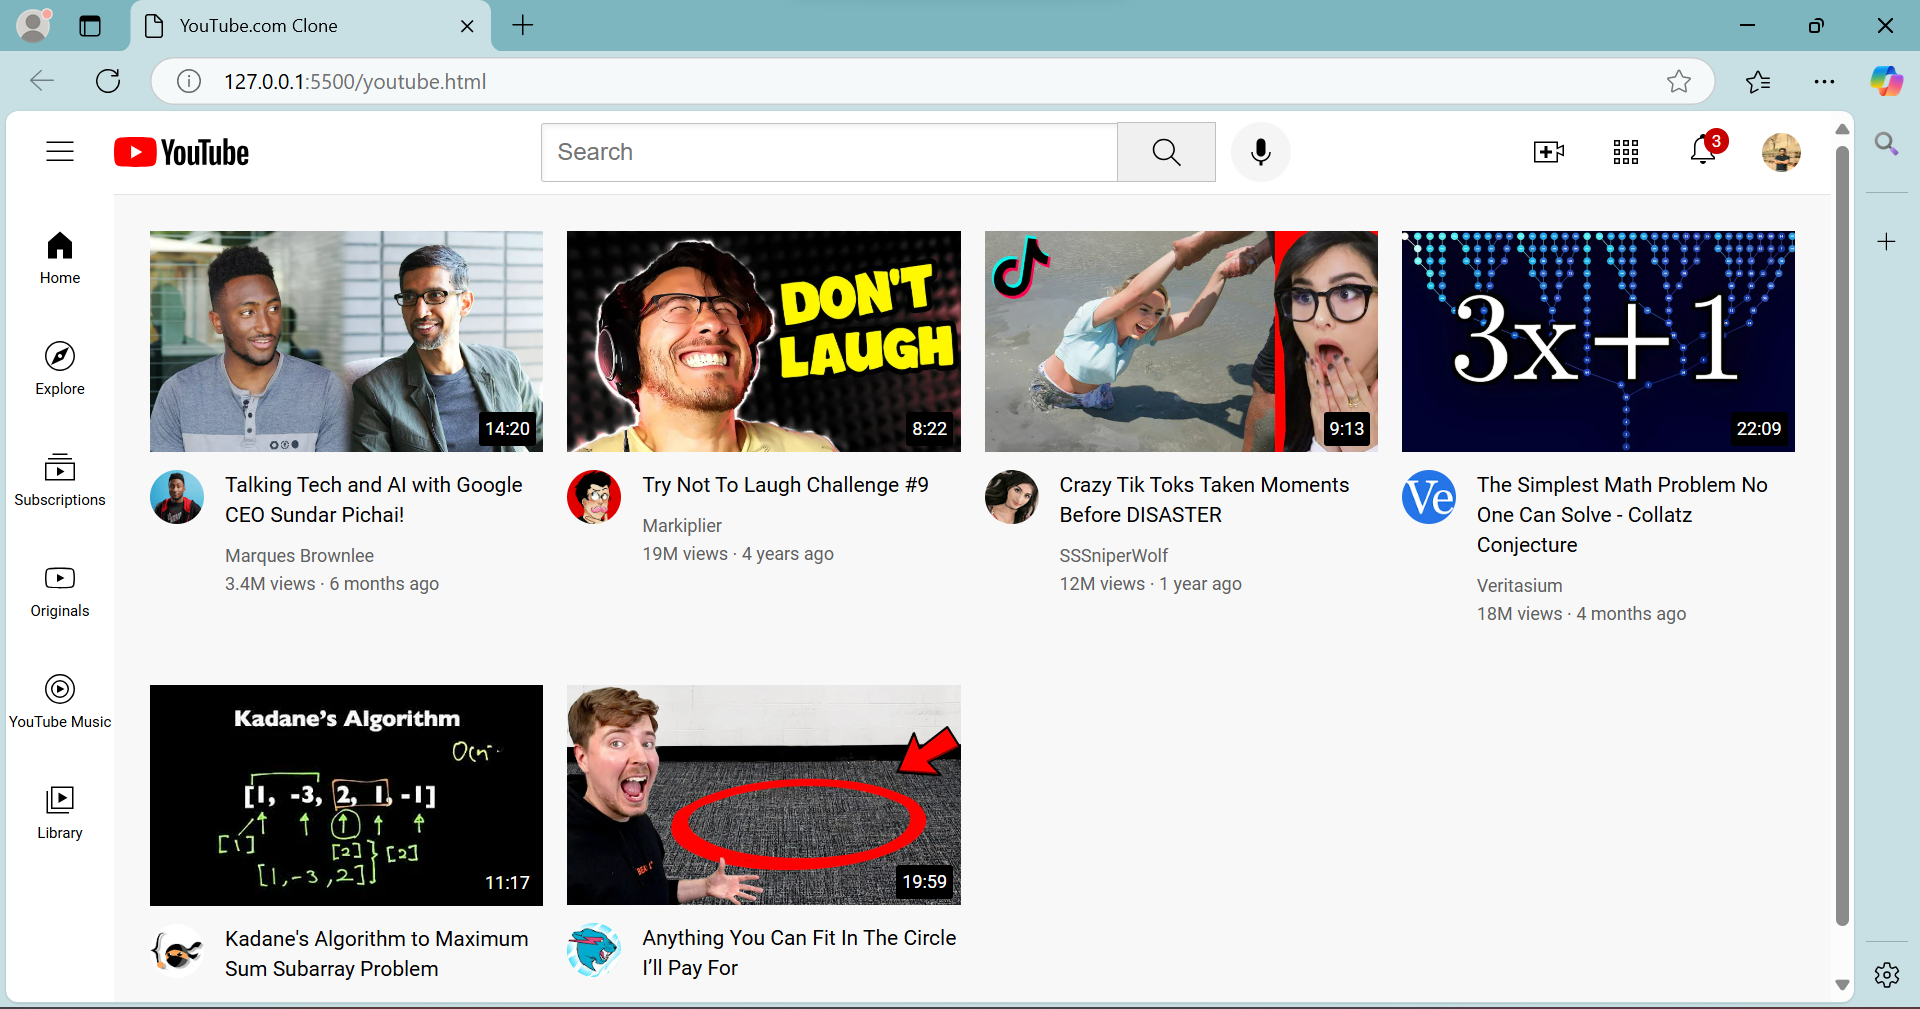 YouTube.com Clone
127.0.0.1:5500/youtube.html
YouTube
Search
3
Home
Explore
Subscriptions
Originals
YouTube Music
Library
14:20
Talking Tech and AI with Google
CEO Sundar Pichai!
Marques Brownlee
3.4M views · 6 months ago
DON'T
LAUGH
8:22
Try Not To Laugh Challenge #9
Markiplier
19M views · 4 years ago
9:13
Crazy Tik Toks Taken Moments
Before DISASTER
SSSniperWolf
12M views · 1 year ago
3x+1
22:09
Ve
The Simplest Math Problem No
One Can Solve - Collatz
Conjecture
Veritasium
18M views · 4 months ago
Kadane's Algorithm
O(n
[1, -3, 2, 1, -1]
[1]
[2] [2]
[1,-3,2]
11:17
Kadane's Algorithm to Maximum
Sum Subarray Problem
19:59
Anything You Can Fit In The Circle
I’ll Pay For